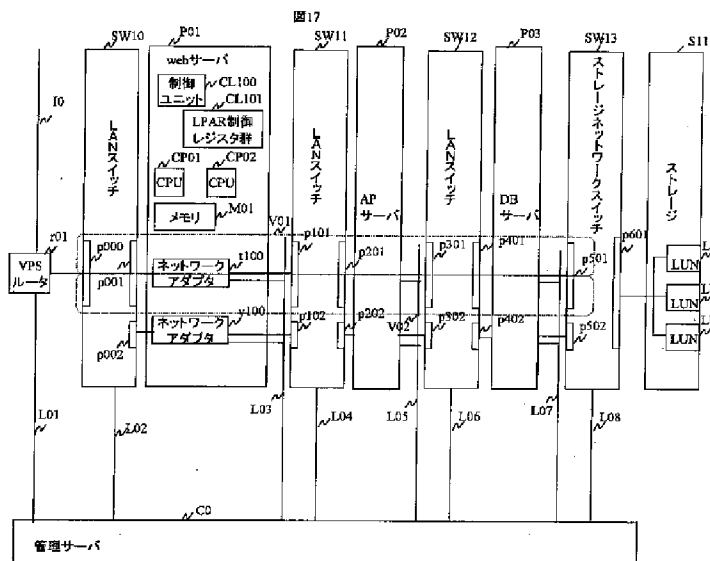 図17
SW10
P01
SW11
P02
SW12
P03
SW13
S11
webサーバ
制御
ユニット
CL100
CL101
LPAR制御
レジスタ群
CP01
CP02
CPU
CPU
メモリ
M01
I0
LANスイッチ
LANスイッチ
AP
サーバ
LANスイッチ
DB
サーバ
ストレージネットワークスイッチ
ストレージ
r01
VPS
ルータ
p000
p001
p002
V01
ネットワーク
アダプタ
r100
ネットワーク
アダプタ
v100
p101
p102
p201
p202
V02
p301
p302
p401
p402
p501
p502
p601
LUN
LUN
LUN
L
L
L
L01
L02
L03
L04
L05
L06
L07
L08
C0
管理サーバ